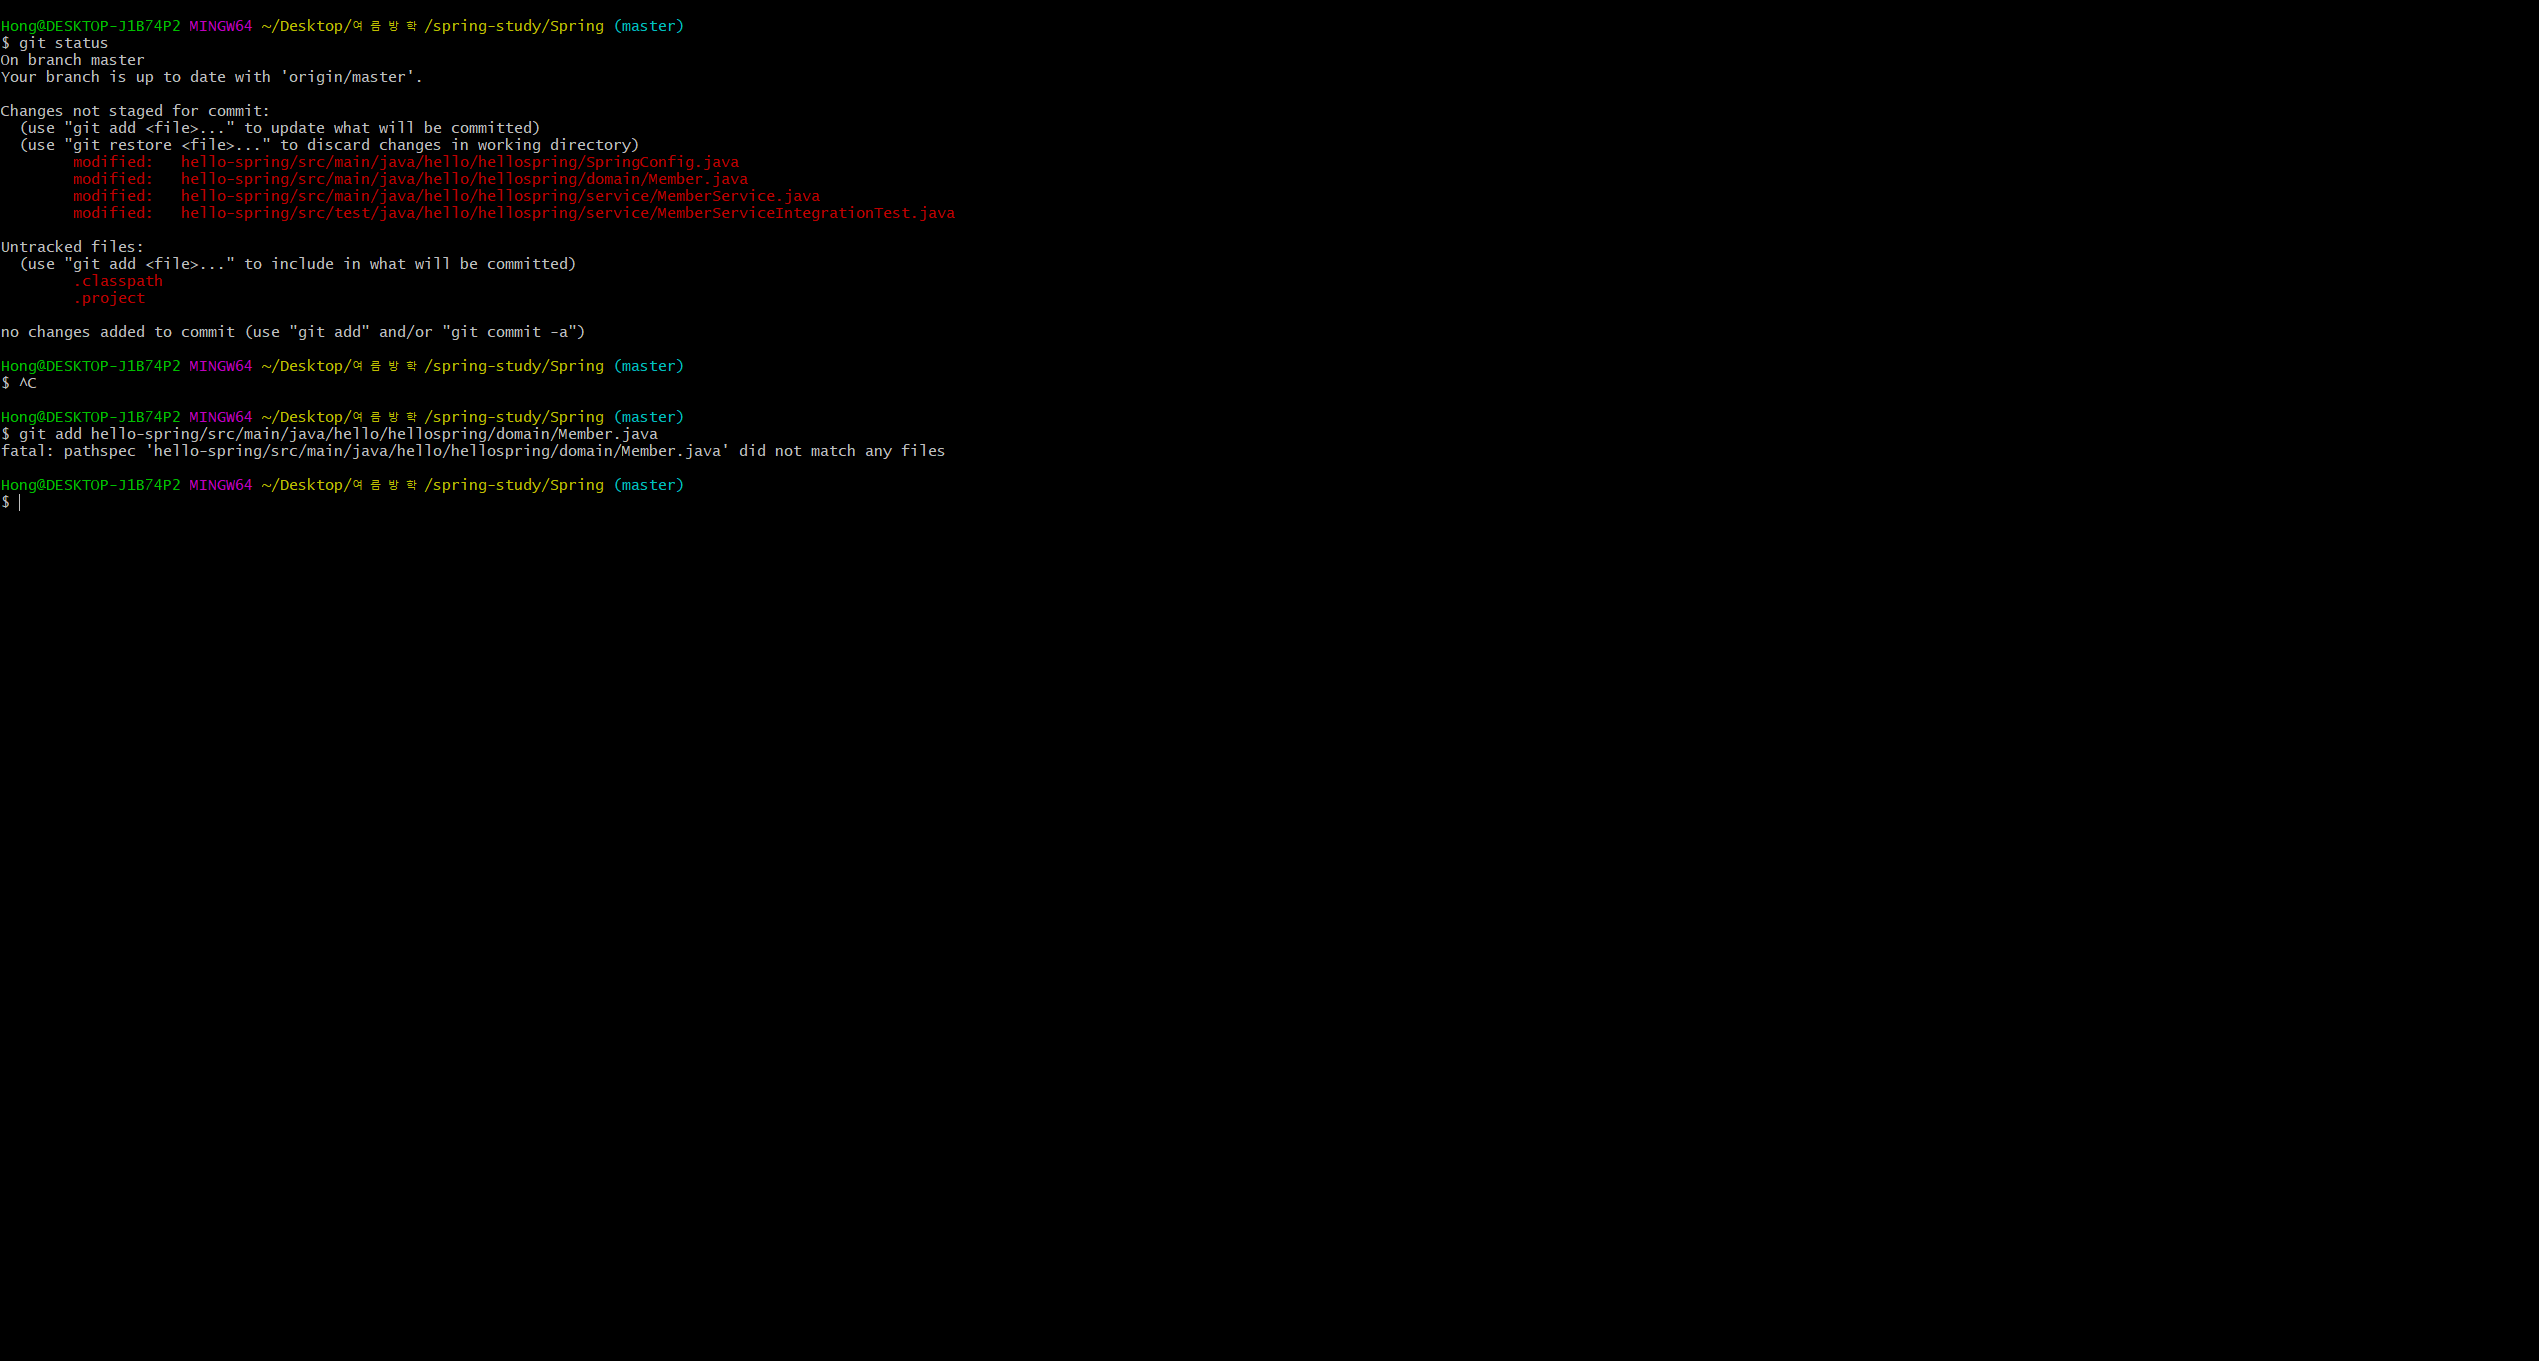 Hong@DESKTOP-J1B74P2 MINGW64 ~/Desktop/여름방학/spring-study/Spring (master)
$ git status
On branch master
Your branch is up to date with 'origin/master'.
Changes not staged for commit:
(use "git add <file>..." to update what will be committed)
(use "git restore <file>..." to discard changes in working directory)
modified:   hello-spring/src/main/java/hello/hellospring/SpringConfig.java
modified:   hello-spring/src/main/java/hello/hellospring/domain/Member.java
modified:   hello-spring/src/main/java/hello/hellospring/service/MemberService.java
modified:   hello-spring/src/test/java/hello/hellospring/service/MemberServiceIntegrationTest.java
Untracked files:
(use "git add <file>..." to include in what will be committed)
.classpath
.project
no changes added to commit (use "git add" and/or "git commit -a")
Hong@DESKTOP-J1B74P2 MINGW64 ~/Desktop/여름방학/spring-study/Spring (master)
$ ^C
Hong@DESKTOP-J1B74P2 MINGW64 ~/Desktop/여름방학/spring-study/Spring (master)
$ git add hello-spring/src/main/java/hello/hellospring/domain/Member.java
fatal: pathspec 'hello-spring/src/main/java/hello/hellospring/domain/Member.java' did not match any files
Hong@DESKTOP-J1B74P2 MINGW64 ~/Desktop/여름방학/spring-study/Spring (master)
$